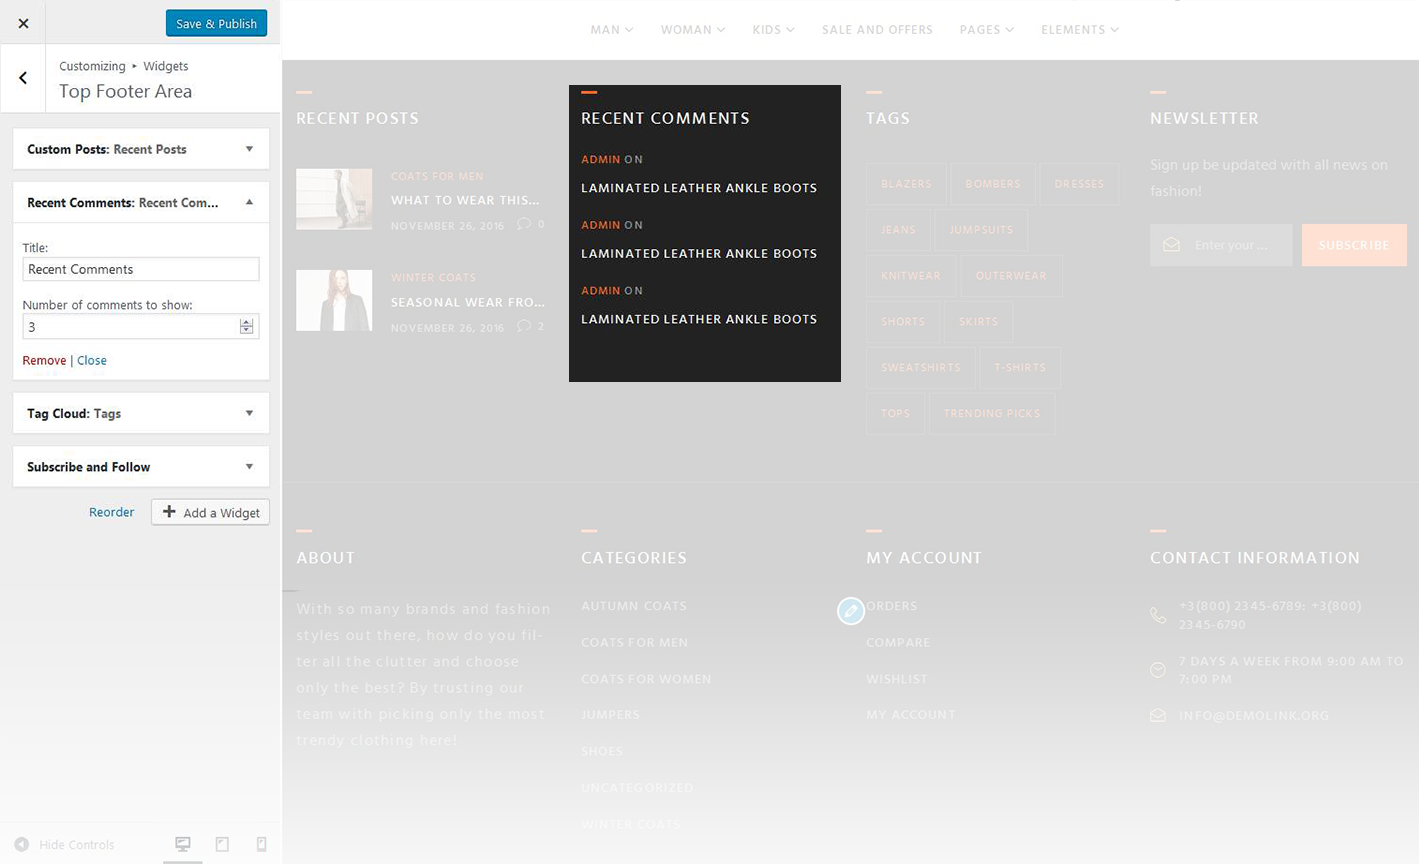 Save & Publish
Customizing ▸ Widgets
Top Footer Area
Custom Posts: Recent Posts
Recent Comments: Recent Com...
Title:
Recent Comments
Number of comments to show:
3
Remove | Close
Tag Cloud: Tags
Subscribe and Follow
Reorder
Add a Widget
Hide Controls
MAN WOMAN KIDS SALE AND OFFERS PAGES ELEMENTS
RECENT POSTS
COATS FOR MEN
WHAT TO WEAR THIS...
NOVEMBER 26, 2016 0
WINTER COATS
SEASONAL WEAR FRO...
NOVEMBER 26, 2016 2
RECENT COMMENTS
ADMIN ON
LAMINATED LEATHER ANKLE BOOTS
ADMIN ON
LAMINATED LEATHER ANKLE BOOTS
ADMIN ON
LAMINATED LEATHER ANKLE BOOTS
TAGS
BLAZERS BOMBERS DRESSES
JEANS JUMPSUITS
KNITWEAR OUTERWEAR
SHORTS SKIRTS
SWEATSHIRTS T-SHIRTS
TOPS TRENDING PICKS
NEWSLETTER
Sign up be updated with all news on
fashion!
Enter your ... SUBSCRIBE
ABOUT
With so many brands and fashion
styles out there, how do you fil-
ter all the clutter and choose
only the best? By trusting our
team with picking only the most
trendy clothing here!
CATEGORIES
AUTUMN COATS
COATS FOR MEN
COATS FOR WOMEN
JUMPERS
SHOES
UNCATEGORIZED
WINTER COATS
MY ACCOUNT
ORDERS
COMPARE
WISHLIST
MY ACCOUNT
CONTACT INFORMATION
+3(800) 2345-6789; +3(800)
2345-6790
7 DAYS A WEEK FROM 9:00 AM TO
7:00 PM
INFO@DEMOLINK.ORG